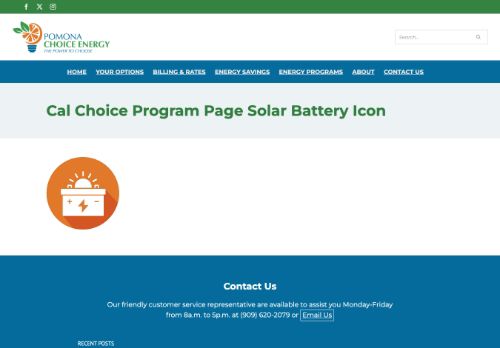 POMONA
CHOICE ENERGY
THE POWER TO CHOOSE
Search...
HOME YOUR OPTIONS BILLING & RATES ENERGY SAVINGS ENERGY PROGRAMS ABOUT CONTACT US
Cal Choice Program Page Solar Battery Icon
Contact Us
Our friendly customer service representative are available to assist you Monday-Friday
from 8a.m. to 5p.m. at (909) 620-2079 or Email Us
RECENT POSTS